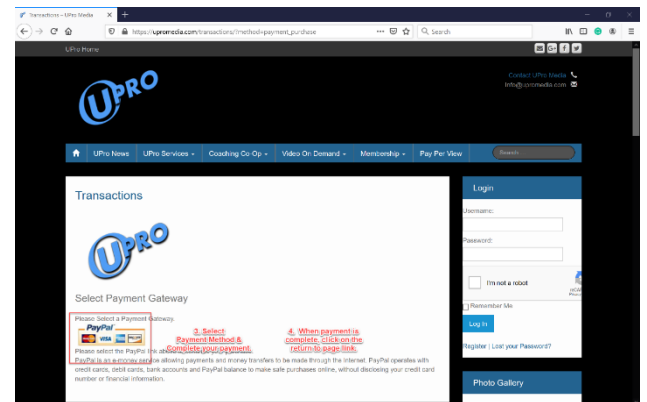 Transactions – UPro Media
https://upromedia.com/transactions/?method=payment_purchase
Search
UPro Home
Contact UPro Media
info@upromedia.com
UPRO
UPro News
UPro Services
Coaching Co-Op
Video On Demand
Membership
Pay Per View
Search
Transactions
UPRO
Select Payment Gateway
Please Select a Payment Gateway.
PayPal
VISA
3. Select
Payment Method &
Complete your payment.
4. When payment is
complete, click on the
return to page link.
Please select the PayPal link
PayPal is an e-money service allowing payments and money transfers to be made through the internet. PayPal operates with
credit cards, debit cards, bank accounts and PayPal balance to make safe purchases online, without disclosing your credit card
number or financial information.
Login
Username:
Password:
I'm not a robot
Remember Me
Log In
Register | Lost your Password?
Photo Gallery